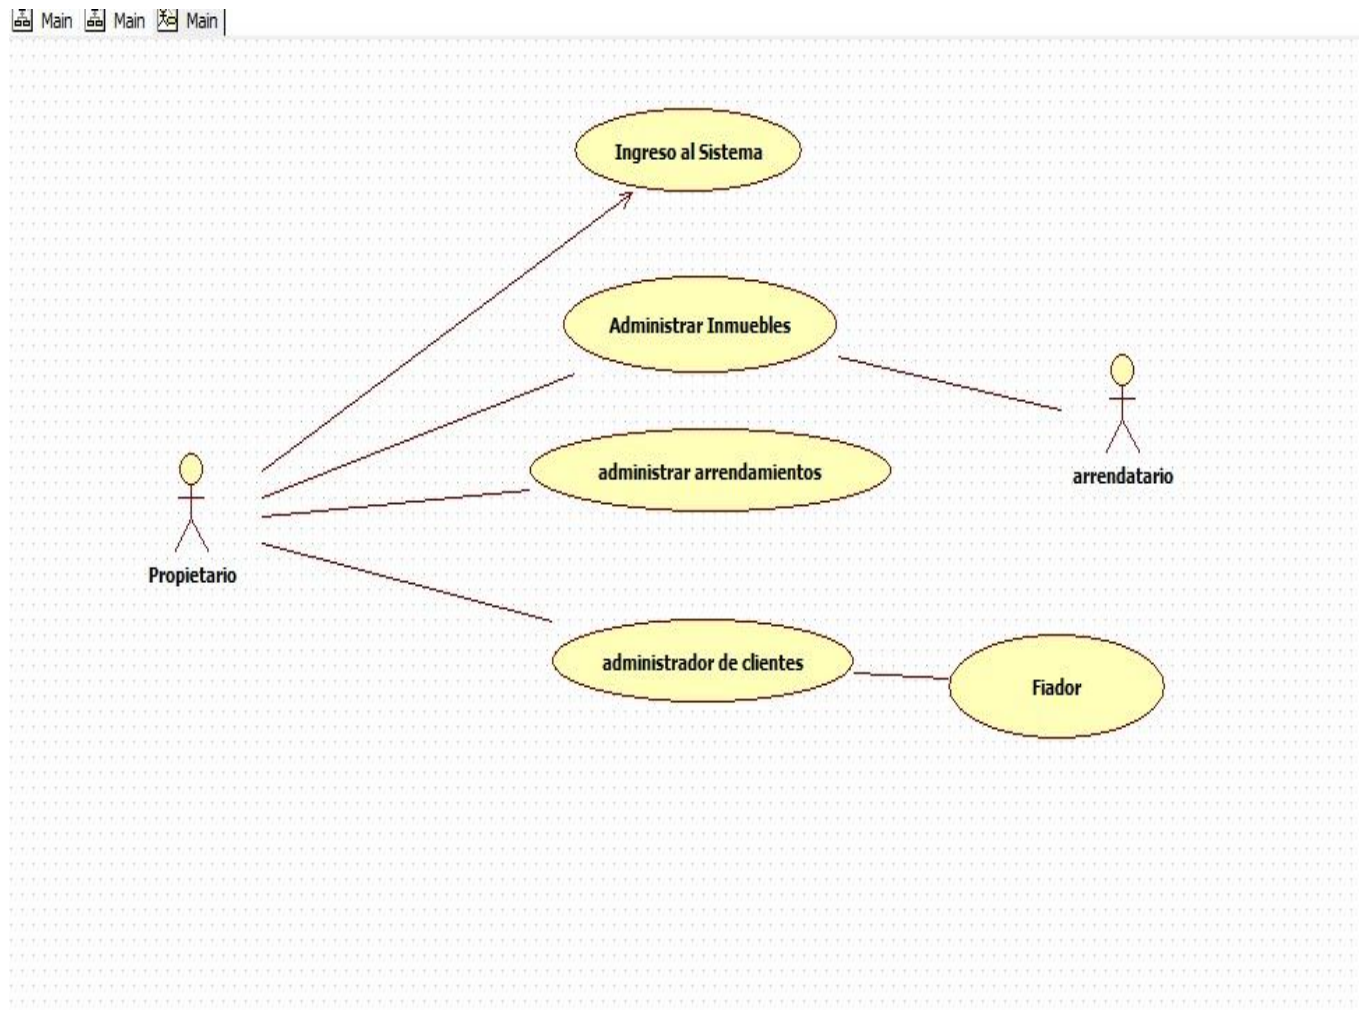 Main Main Main
Ingreso al Sistema
Administrar Inmuebles
administrar arrendamientos
arrendatario
Propietario
administrador de clientes
Fiador